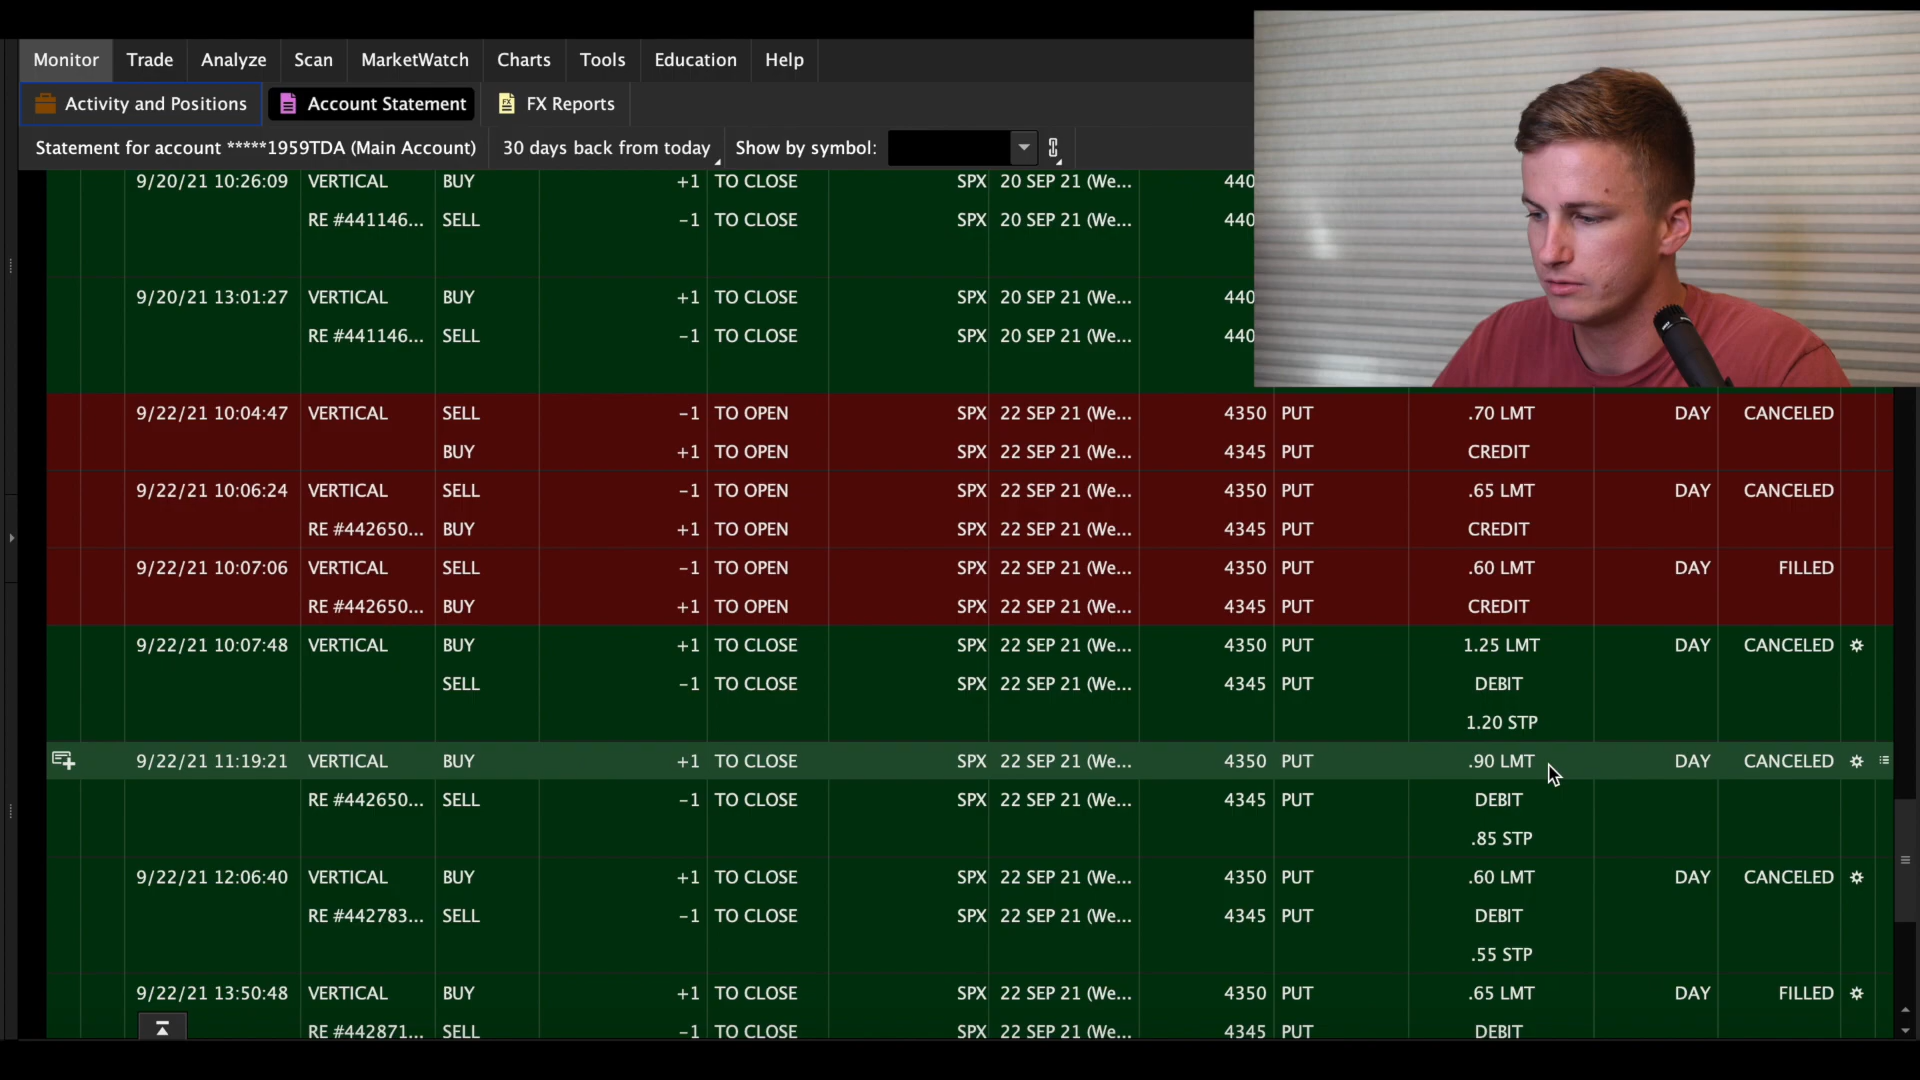 Monitor Trade Analyze Scan MarketWatch Charts Tools Education Help
Activity and Positions Account Statement FX Reports
Statement for account *****1959TDA (Main Account) 30 days back from today Show by symbol:
9/20/21 10:26:09 VERTICAL BUY +1 TO CLOSE SPX 20 SEP 21 (We... 440
RE #441146... SELL -1 TO CLOSE SPX 20 SEP 21 (We... 440
9/20/21 13:01:27 VERTICAL BUY +1 TO CLOSE SPX 20 SEP 21 (We... 440
RE #441146... SELL -1 TO CLOSE SPX 20 SEP 21 (We... 440
9/22/21 10:04:47 VERTICAL SELL -1 TO OPEN SPX 22 SEP 21 (We... 4350 PUT .70 LMT DAY CANCELED
BUY +1 TO OPEN SPX 22 SEP 21 (We... 4345 PUT CREDIT
9/22/21 10:06:24 VERTICAL SELL -1 TO OPEN SPX 22 SEP 21 (We... 4350 PUT .65 LMT DAY CANCELED
RE #442650... BUY +1 TO OPEN SPX 22 SEP 21 (We... 4345 PUT CREDIT
9/22/21 10:07:06 VERTICAL SELL -1 TO OPEN SPX 22 SEP 21 (We... 4350 PUT .60 LMT DAY FILLED
RE #442650... BUY +1 TO OPEN SPX 22 SEP 21 (We... 4345 PUT CREDIT
9/22/21 10:07:48 VERTICAL BUY +1 TO CLOSE SPX 22 SEP 21 (We... 4350 PUT 1.25 LMT DAY CANCELED
SELL -1 TO CLOSE SPX 22 SEP 21 (We... 4345 PUT DEBIT
1.20 STP
9/22/21 11:19:21 VERTICAL BUY +1 TO CLOSE SPX 22 SEP 21 (We... 4350 PUT .90 LMT DAY CANCELED
RE #442650... SELL -1 TO CLOSE SPX 22 SEP 21 (We... 4345 PUT DEBIT
.85 STP
9/22/21 12:06:40 VERTICAL BUY +1 TO CLOSE SPX 22 SEP 21 (We... 4350 PUT .60 LMT DAY CANCELED
RE #442783... SELL -1 TO CLOSE SPX 22 SEP 21 (We... 4345 PUT DEBIT
.55 STP
9/22/21 13:50:48 VERTICAL BUY +1 TO CLOSE SPX 22 SEP 21 (We... 4350 PUT .65 LMT DAY FILLED
RE #442871... SELL -1 TO CLOSE SPX 22 SEP 21 (We... 4345 PUT DEBIT